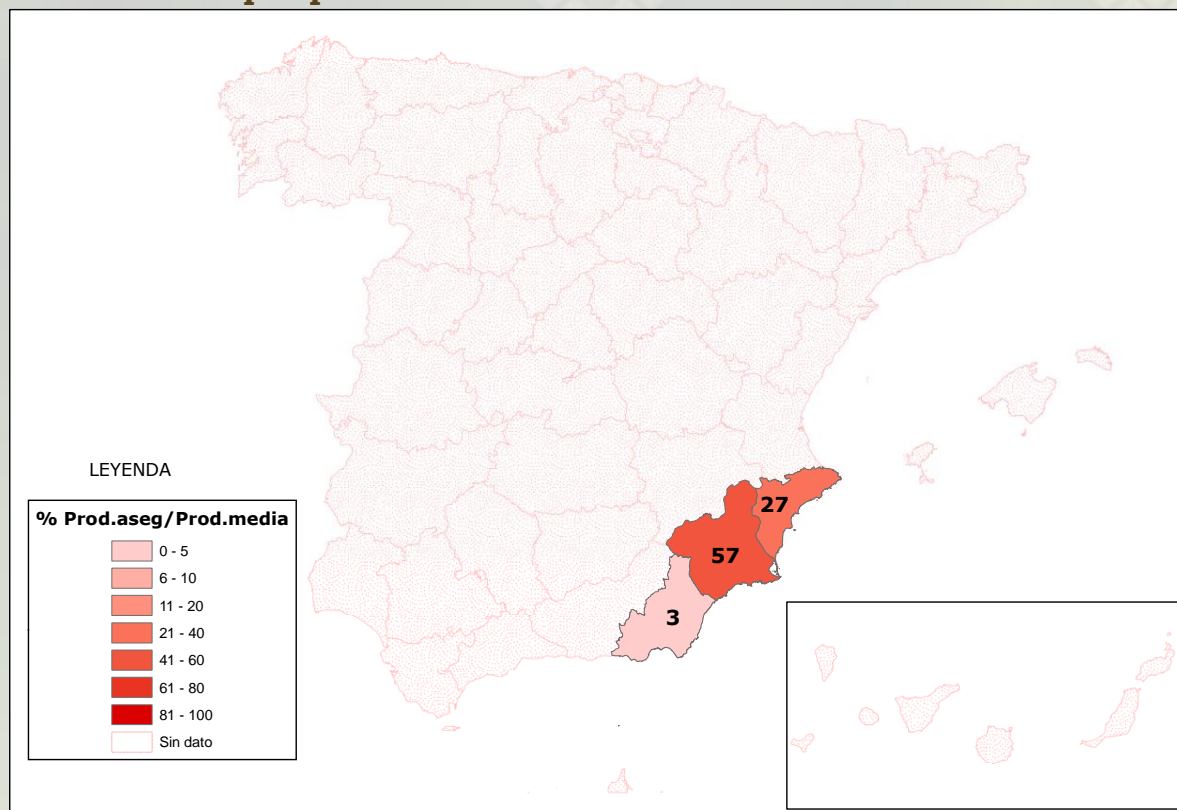 27
57
3
LEYENDA
% Prod.aseg/Prod.media
0 - 5
6 - 10
11 - 20
21 - 40
41 - 60
61 - 80
81 - 100
Sin dato